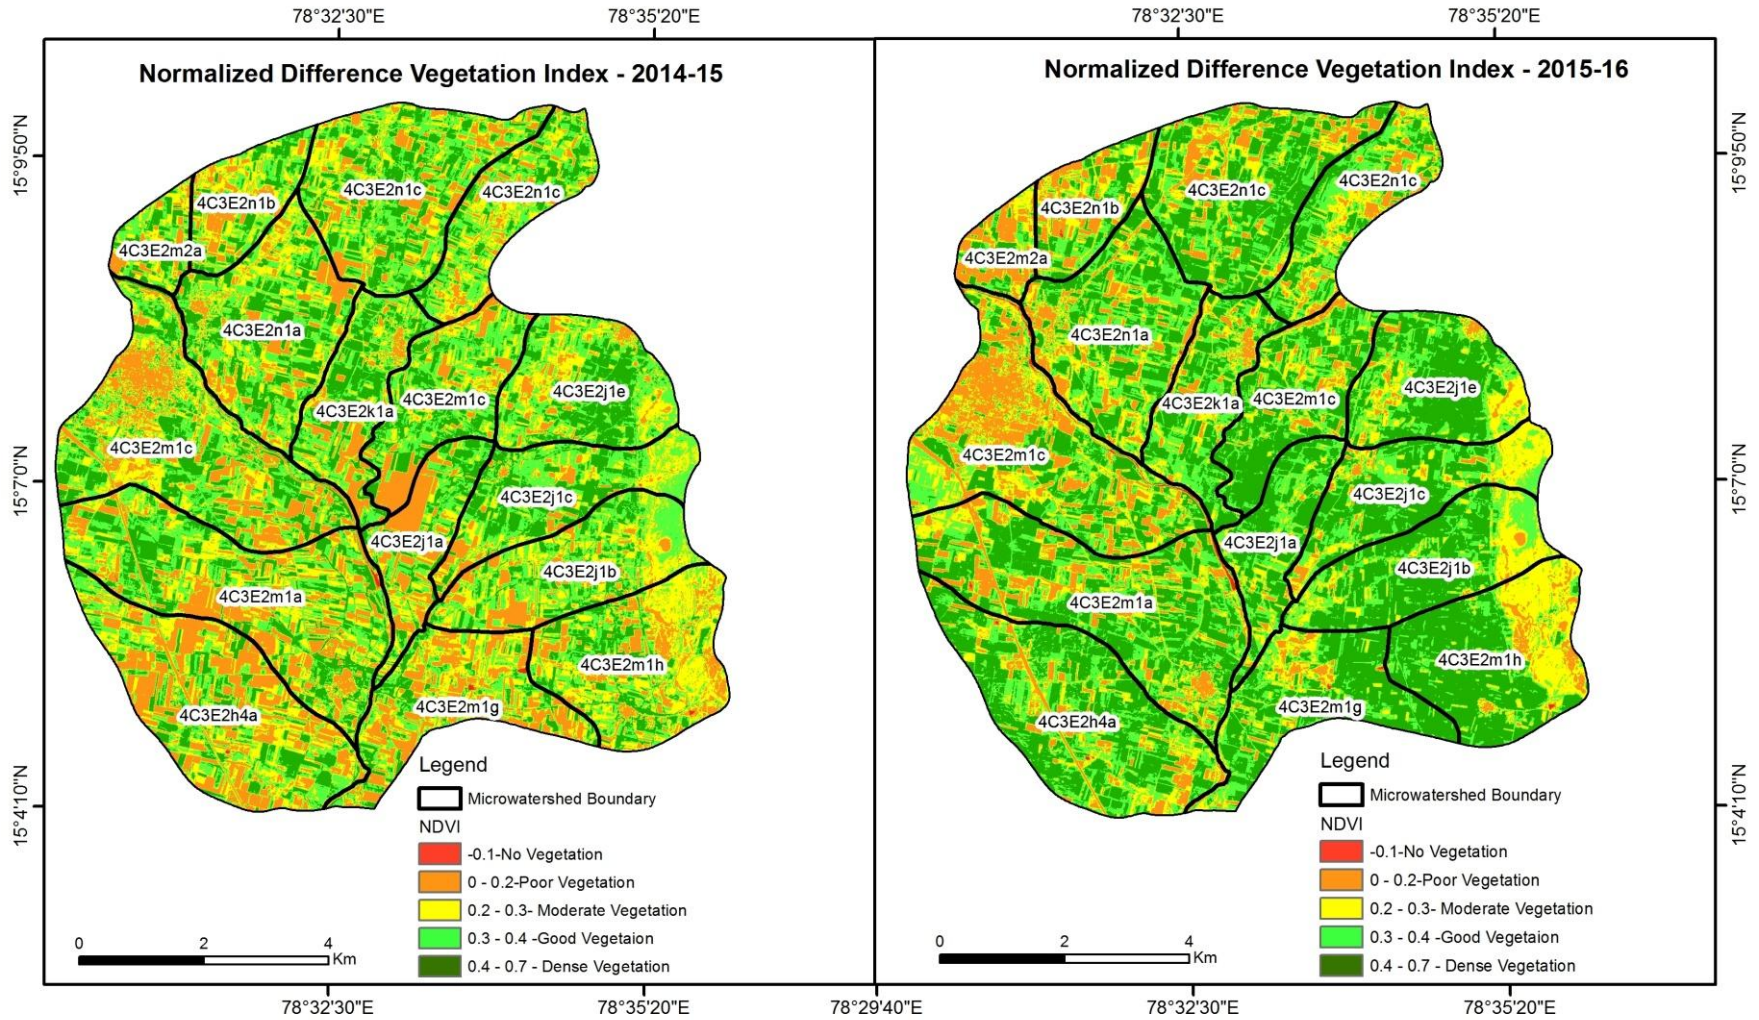 78°32'30"E 78°35'20"E 78°32'30"E 78°35'20"E
Normalized Difference Vegetation Index - 2014-15
Normalized Difference Vegetation Index - 2015-16
15°9'50"N
15°7'0"N
15°4'10"N
4C3E2n1c
4C3E2n1c
4C3E2n1b
4C3E2m2a
4C3E2n1a
4C3E2j1e
4C3E2m1c
4C3E2k1a
4C3E2m1c
4C3E2j1c
4C3E2j1a
4C3E2j1b
4C3E2m1a
4C3E2m1h
4C3E2m1g
4C3E2h4a
Legend
Microwatershed Boundary
NDVI
-0.1-No Vegetation
0 - 0.2-Poor Vegetation
0.2 - 0.3- Moderate Vegetation
0.3 - 0.4 -Good Vegetaion
0.4 - 0.7 - Dense Vegetation
0 2 4
Km
4C3E2n1c
4C3E2n1c
4C3E2n1b
4C3E2m2a
4C3E2n1a
4C3E2j1e
4C3E2m1c
4C3E2k1a
4C3E2m1c
4C3E2j1c
4C3E2j1a
4C3E2j1b
4C3E2m1a
4C3E2m1h
4C3E2m1g
4C3E2h4a
Legend
Microwatershed Boundary
NDVI
-0.1-No Vegetation
0 - 0.2-Poor Vegetation
0.2 - 0.3- Moderate Vegetation
0.3 - 0.4 -Good Vegetaion
0.4 - 0.7 - Dense Vegetation
0 2 4
Km
15°9'50"N
15°7'0"N
15°4'10"N
78°32'30"E 78°35'20"E 78°29'40"E 78°32'30"E 78°35'20"E